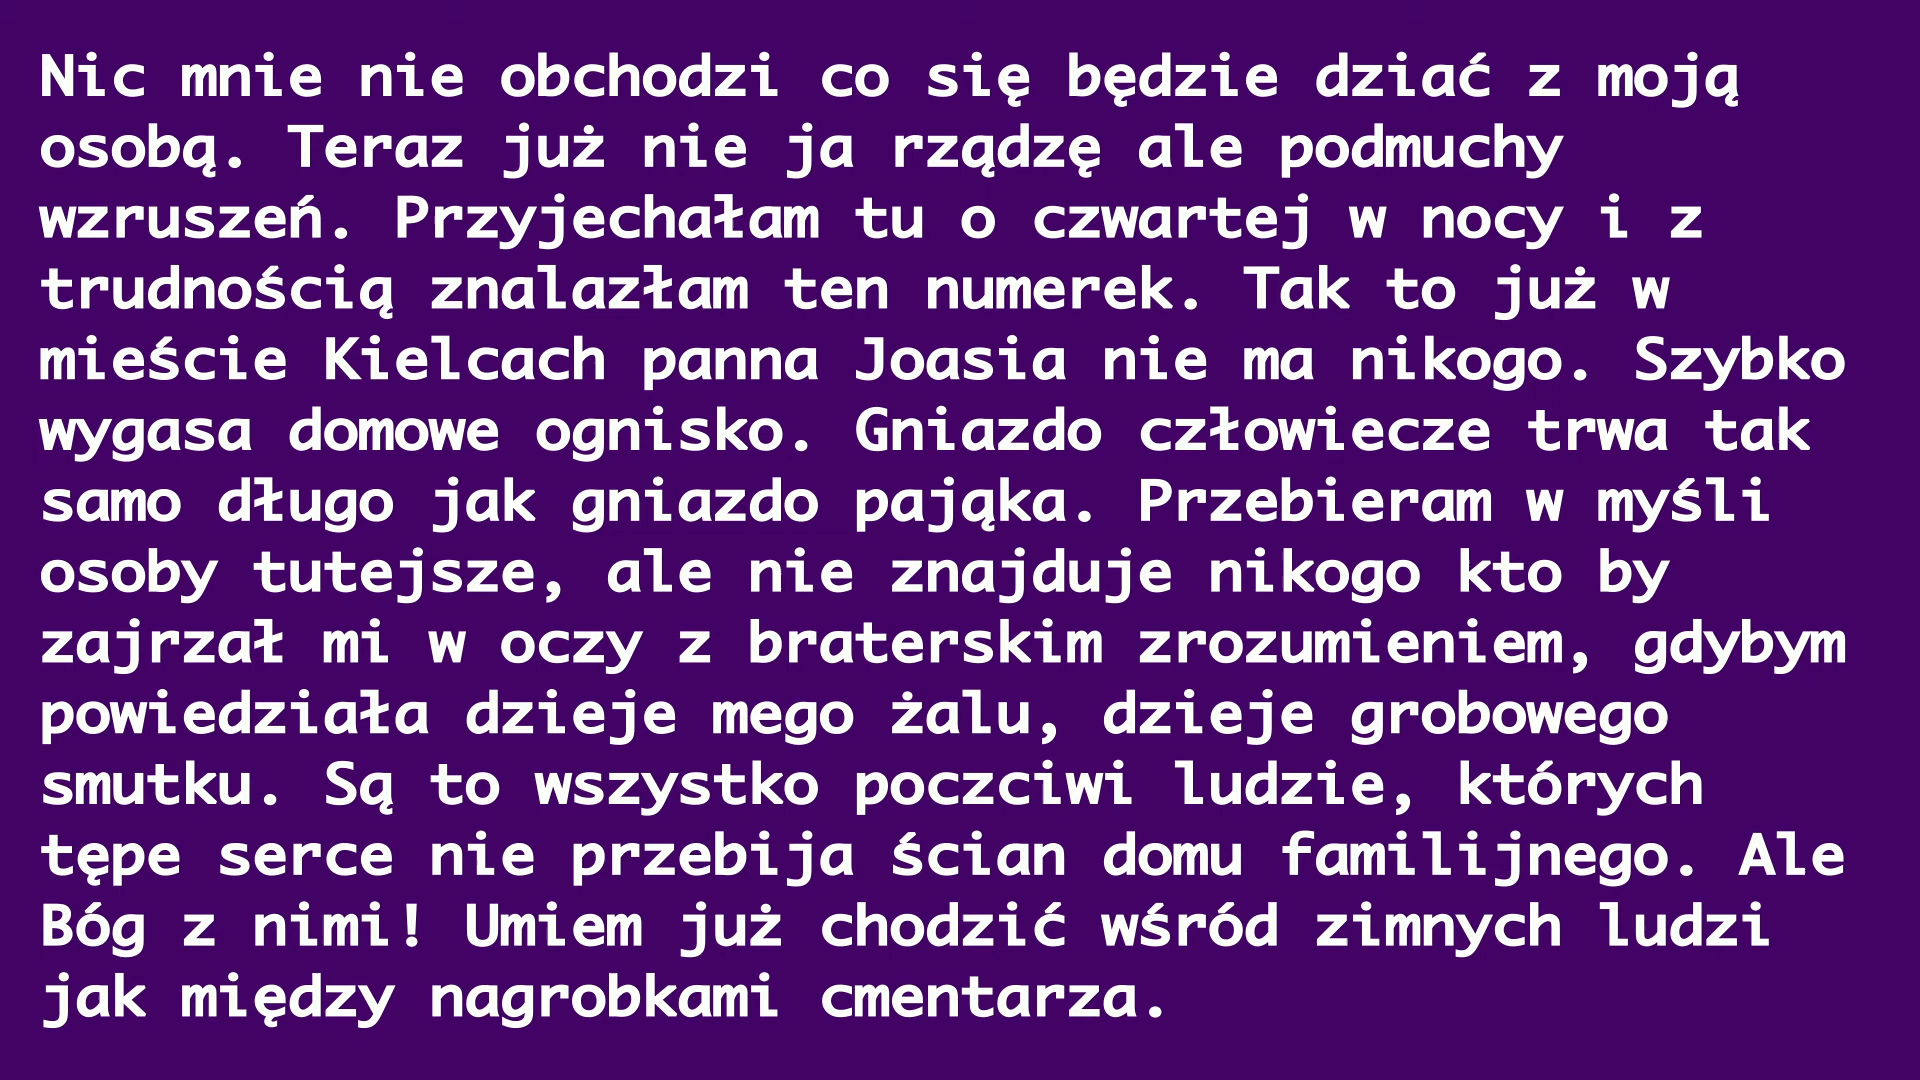 Nic mnie nie obchodzi co się będzie dziać z moją
osobą. Teraz już nie ja rządzę ale podmuchy
wzruszeń. Przyjechałam tu o czwartej w nocy i z
trudnością znalazłam ten numerek. Tak to już w
mieście Kielcach panna Joasia nie ma nikogo. Szybko
wygasa domowe ognisko. Gniazdo człowiecze trwa tak
samo długo jak gniazdo pająka. Przebieram w myśli
osoby tutejsze, ale nie znajduje nikogo kto by
zajrzał mi w oczy z braterskim zrozumieniem, gdybym
powiedziała dzieje mego żalu, dzieje grobowego
smutku. Są to wszystko poczciwi ludzie, których
tępe serce nie przebija ścian domu familijnego. Ale
Bóg z nimi! Umiem już chodzić wśród zimnych ludzi
jak między nagrobkami cmentarza.